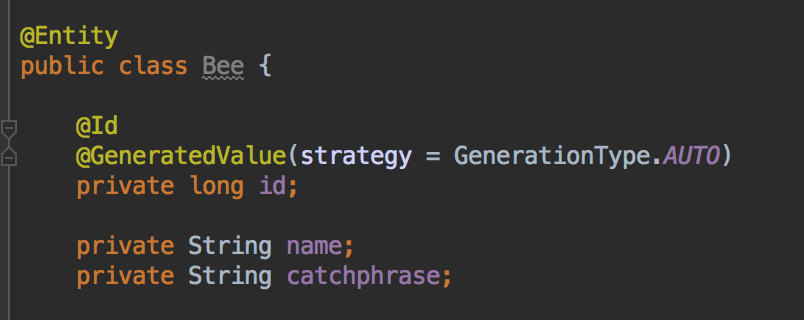 @Entity
public class Bee {
@Id
@GeneratedValue(strategy = GenerationType.AUTO)
private long id;
private String name;
private String catchphrase;